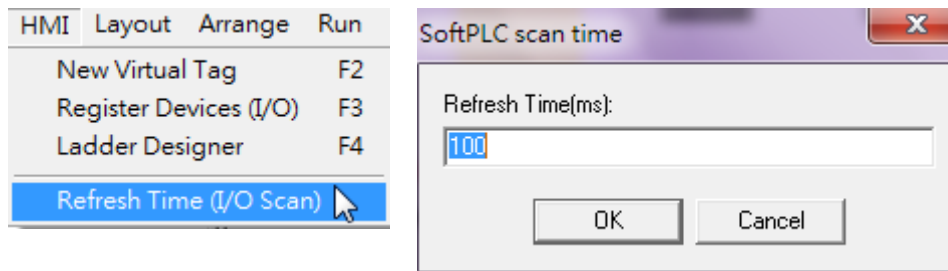 HMI Layout Arrange Run
New Virtual Tag F2
Register Devices (I/O) F3
Ladder Designer F4
Refresh Time (I/O Scan)
SoftPLC scan time
Refresh Time(ms):
100
OK Cancel